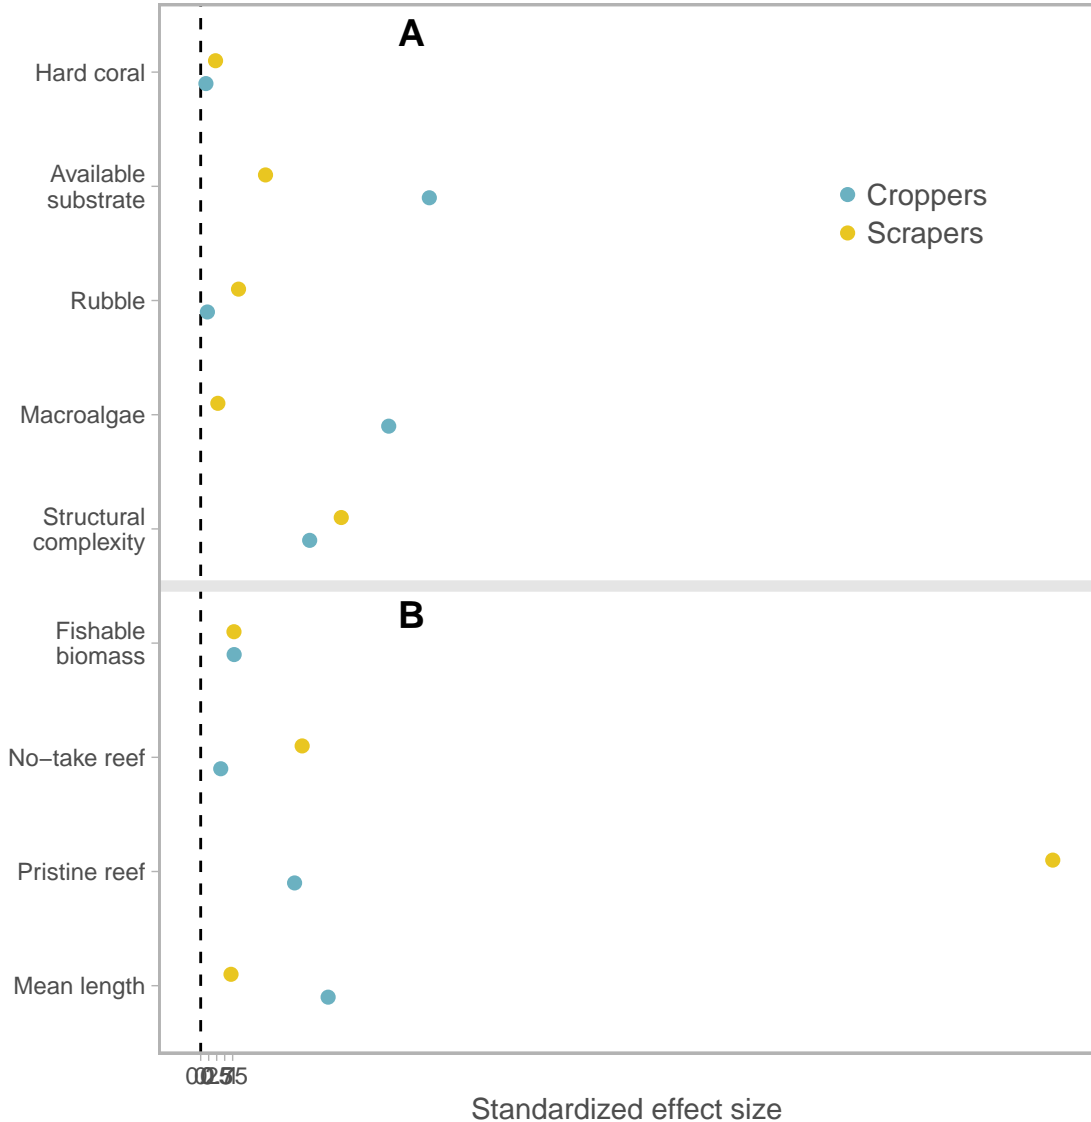 A
Hard coral
Available
substrate
Croppers
Scrapers
Rubble
Macroalgae
Structural
complexity
B
Fishable
biomass
No−take reef
Pristine reef
Mean length
Standardized effect size